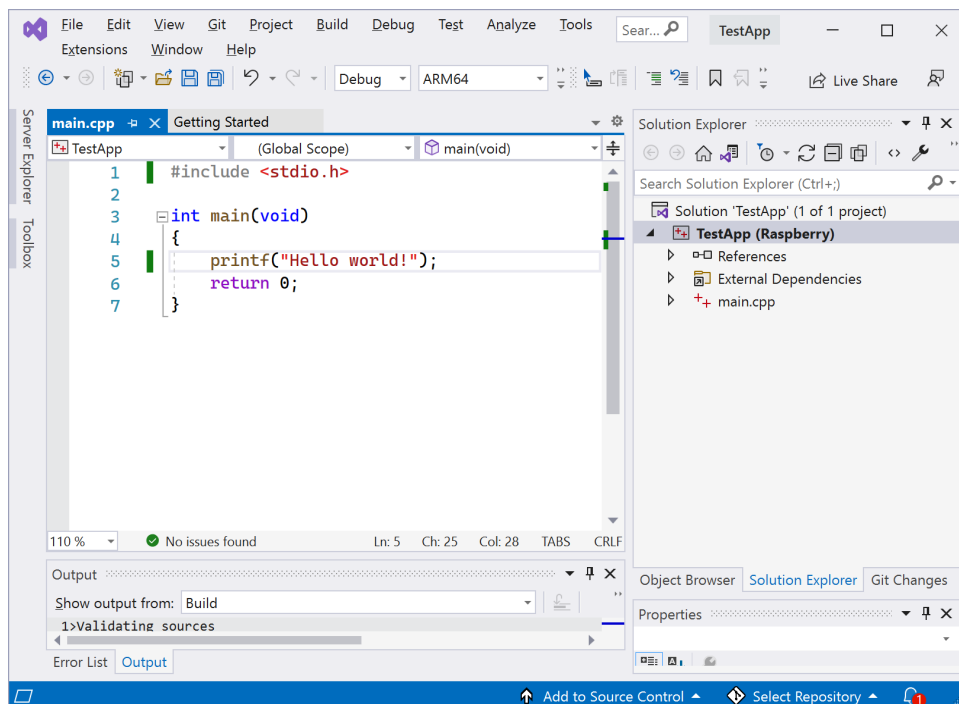 File Edit View Git Project Build Debug Test Analyze Tools Sear... TestApp
Extensions Window Help
Debug ARM64 Live Share
Server Explorer
Toolbox
main.cpp Getting Started
TestApp (Global Scope) main(void)
1 #include <stdio.h>
2
3 int main(void)
4 {
5 printf("Hello world!");
6 return 0;
7 }
110 % No issues found Ln: 5 Ch: 25 Col: 28 TABS CRLF
Output
Show output from: Build
1>Validating sources
Error List Output
Solution Explorer
Search Solution Explorer (Ctrl+;)
Solution 'TestApp' (1 of 1 project)
TestApp (Raspberry)
References
External Dependencies
main.cpp
Object Browser Solution Explorer Git Changes
Properties
Add to Source Control Select Repository 1